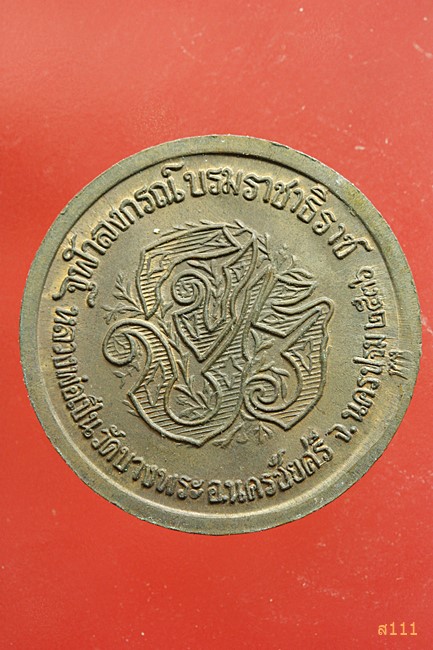 จุฬาลงกรณ์ บรมราชาธิราช
หลวงพ่อเปิ่น วัดบางพระ อ.นครชัยศรี จ.นครปฐม ๒๕๓๖
ส111